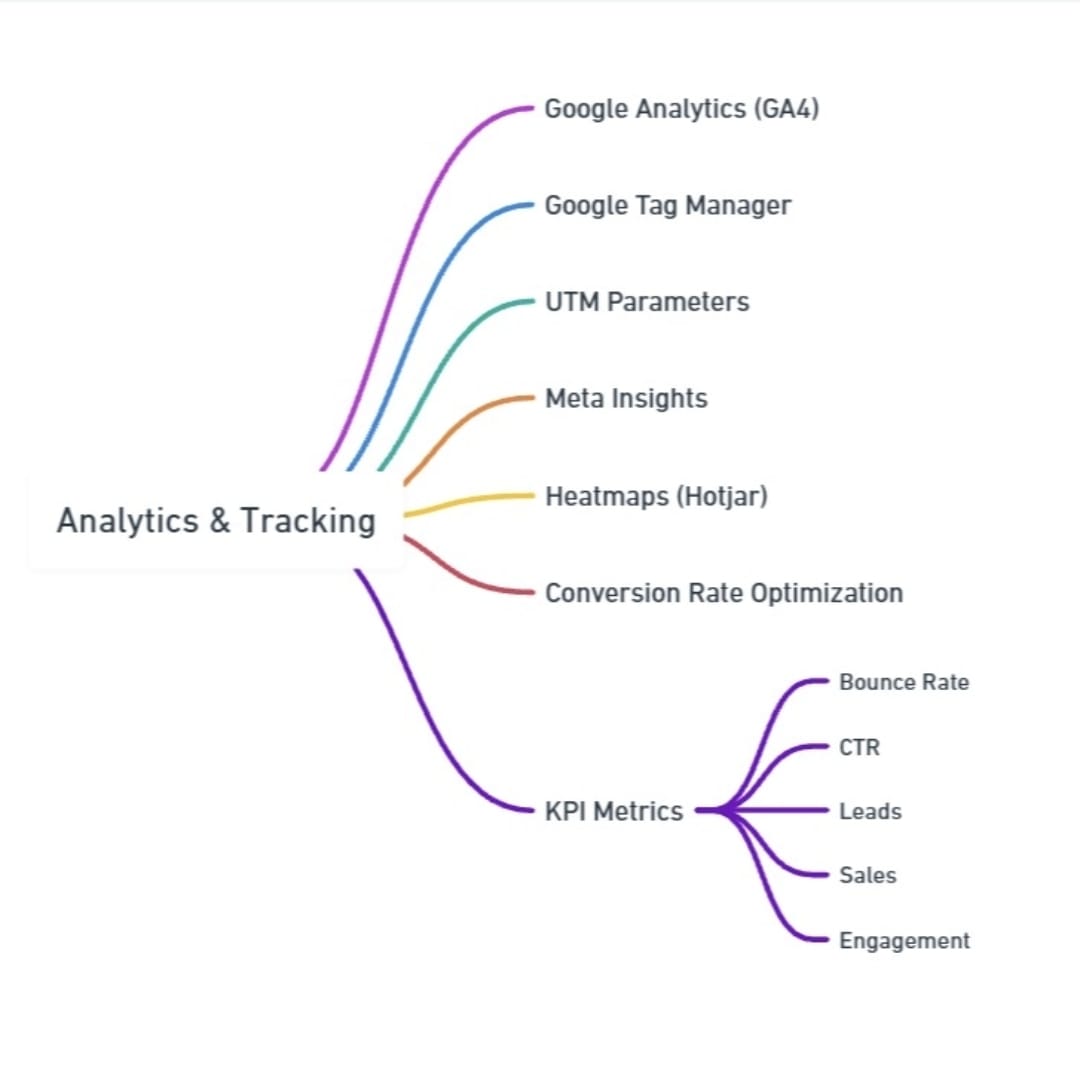 Google Analytics (GA4)
Google Tag Manager
UTM Parameters
Meta Insights
Heatmaps (Hotjar)
Analytics & Tracking
Conversion Rate Optimization
Bounce Rate
CTR
KPI Metrics
Leads
Sales
Engagement